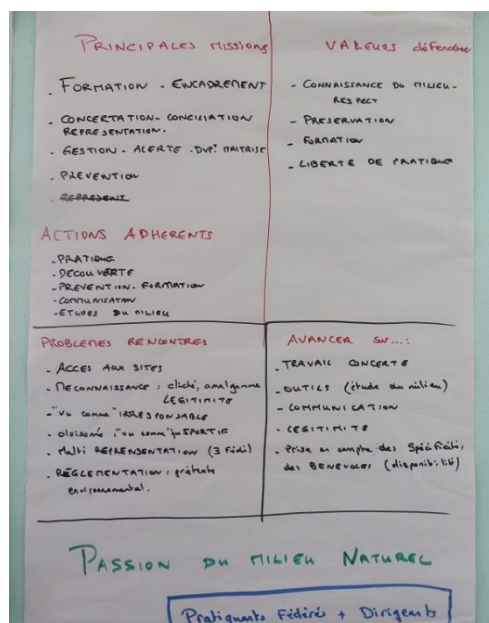 PRINCIPALES MISSIONS
. FORMATION - ENCADREMENT
. CONCERTATION - CONCILIATION
REPRESENTATION.
- GESTION - ALERTE . DVPT MAITRISE
. PREVENTION
. REPRESENT
ACTIONS ADHERENTS
- PRATIQUE
- DECOUVERTE
- PREVENTION - FORMATION
- COMMUNICATION
- ETUDES DU MILIEU
VALEURS défendues
- CONNAISSANCE DU MILIEU -
RESPECT
- PRESERVATION
- FORMATION
- LIBERTE DE PRATIQUE
PROBLEMES RENCONTRES
- ACCES AUX SITES
- MECONNAISSANCE : cliché, amalgamme
LEGITIMITE
- "vu comme" IRRESPONSABLE
- "vu comme" que SPORTIF
- Multi REPRENSENTATION (3 Fédé)
- REGLEMENTATION : prétexte
environnemental.
AVANCER sur...:
- TRAVAIL CONCERTE
- OUTILS (étude du milieu)
- COMMUNICATION
- LEGITIMITE
- Prise en compte des Spécificités
des BENEVOLES (disponibilité)
PASSION DU MILIEU NATUREL
Pratiquants Fédérés + Dirigeants